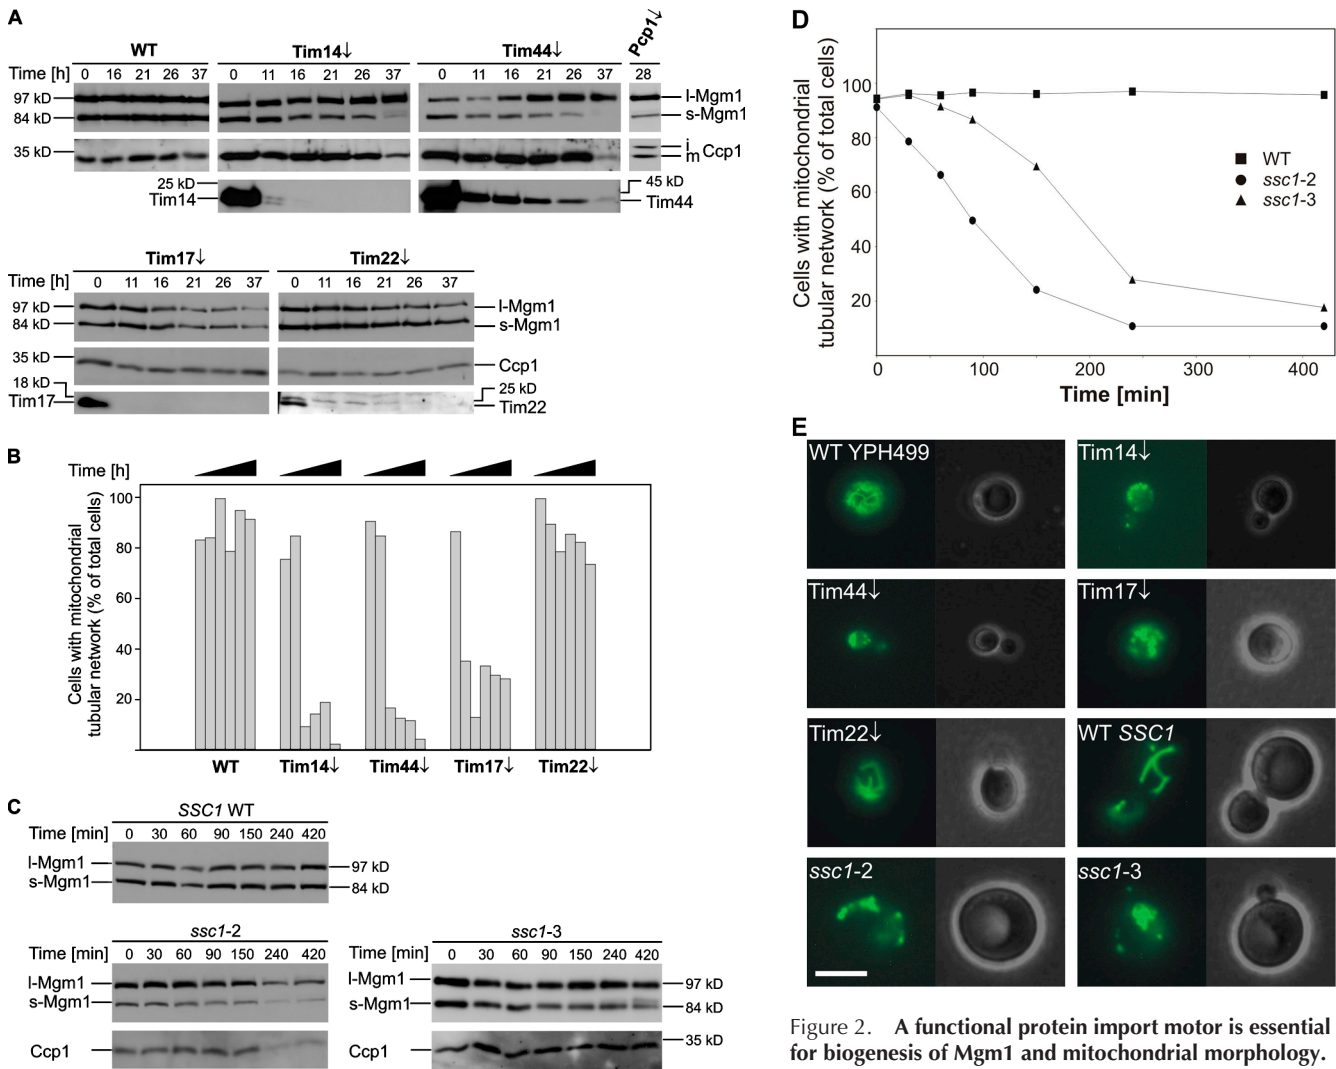 A
WT Tim14↓ Tim44↓ Pcp1↓
Time [h] 0 16 21 26 37 0 11 16 21 26 37 0 11 16 21 26 37 28
97 kD l-Mgm1
84 kD s-Mgm1
35 kD i
m Ccp1
25 kD 45 kD
Tim14 Tim44
Tim17↓ Tim22↓
Time [h] 0 11 16 21 26 37 0 11 16 21 26 37
97 kD l-Mgm1
84 kD s-Mgm1
35 kD Ccp1
18 kD 25 kD
Tim17 Tim22
B
Time [h]
Cells with mitochondrial
tubular network (% of total cells)
100
80
60
40
20
WT Tim14↓ Tim44↓ Tim17↓ Tim22↓
C
SSC1 WT
Time [min] 0 30 60 90 150 240 420
l-Mgm1 97 kD
s-Mgm1 84 kD
ssc1-2 ssc1-3
Time [min] 0 30 60 90 150 240 420 Time [min] 0 30 60 90 150 240 420
l-Mgm1 l-Mgm1 97 kD
s-Mgm1 s-Mgm1 84 kD
Ccp1 Ccp1 35 kD
D
Cells with mitochondrial
tubular network (% of total cells)
100
80
60
40
20
WT
ssc1-2
ssc1-3
0 100 200 300 400
Time [min]
E
WT YPH499 Tim14↓
Tim44↓ Tim17↓
Tim22↓ WT SSC1
ssc1-2 ssc1-3
Figure 2. A functional protein import motor is essential
for biogenesis of Mgm1 and mitochondrial morphology.